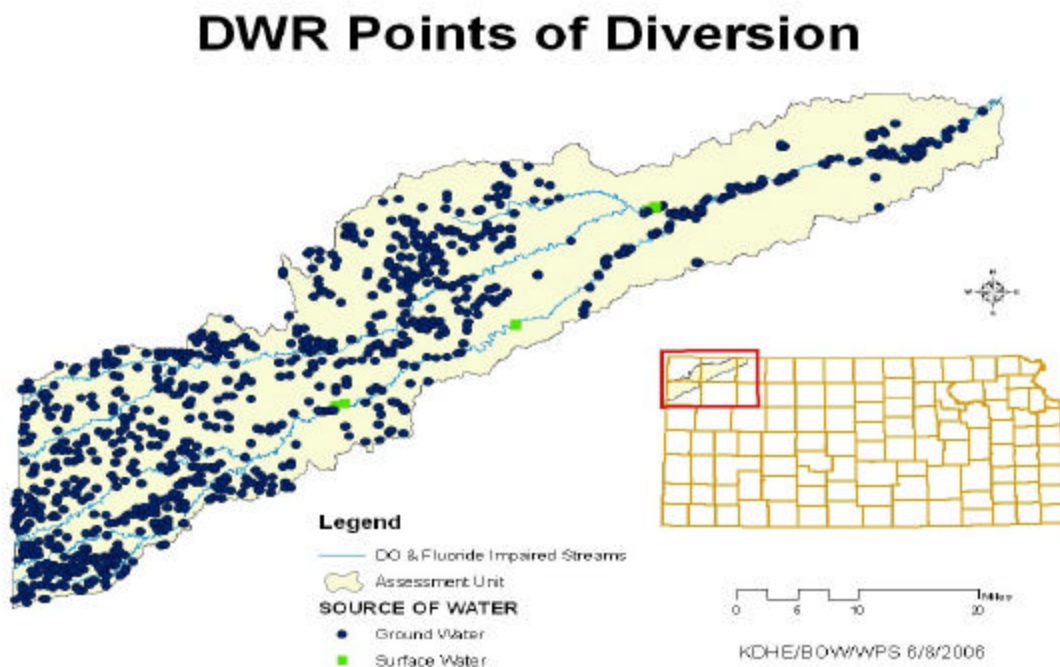 DWR Points of Diversion
N
W E
S
Legend
DO & Fluoride Impaired Streams
Assessment Unit
SOURCE OF WATER
Ground Water
Surface Water
Miles
0 5 10 20
KDHE/BOW/WPS 6/8/2006